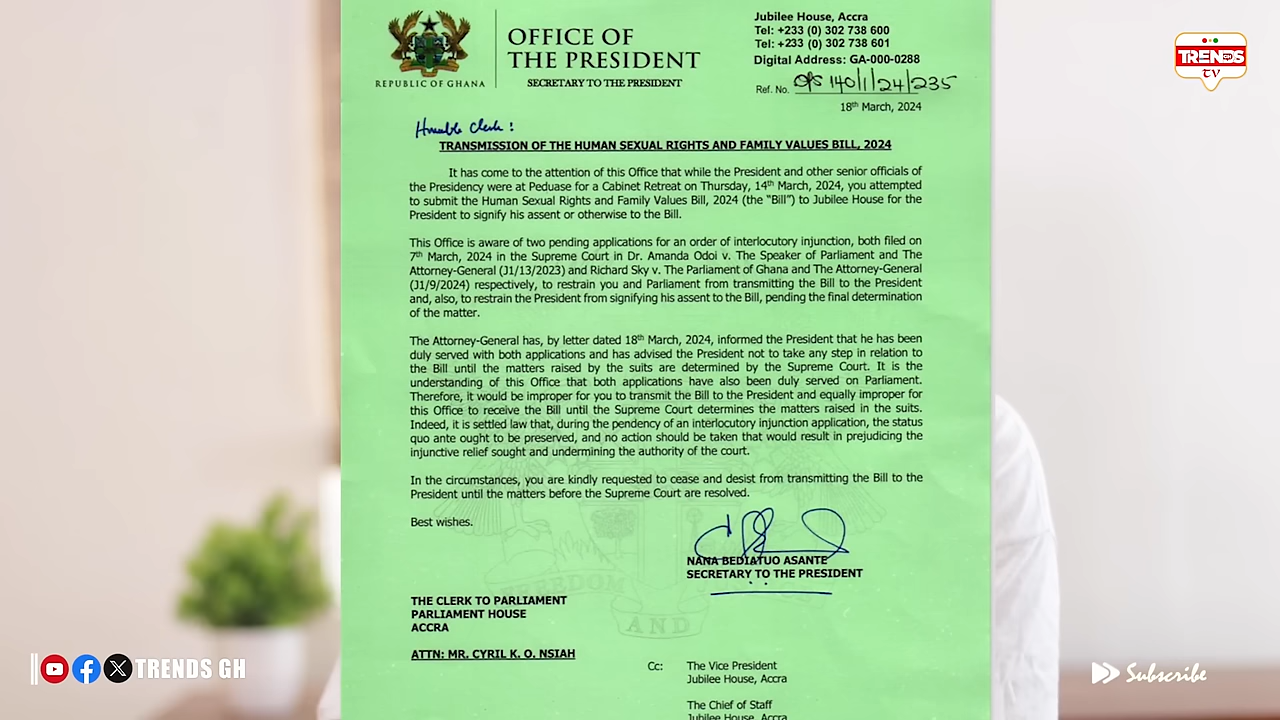 OFFICE OF
THE PRESIDENT
SECRETARY TO THE PRESIDENT
REPUBLIC OF GHANA
Jubilee House, Accra
Tel: +233 (0) 302 738 600
Tel: +233 (0) 302 738 601
Digital Address: GA-000-0288
Ref. No. OPS 140/1/24/235
18th March, 2024
TRENDS
TV
Humble Clerk :
TRANSMISSION OF THE HUMAN SEXUAL RIGHTS AND FAMILY VALUES BILL, 2024
It has come to the attention of this Office that while the President and other senior officials of
the Presidency were at Peduase for a Cabinet Retreat on Thursday, 14th March, 2024, you attempted
to submit the Human Sexual Rights and Family Values Bill, 2024 (the “Bill”) to Jubilee House for the
President to signify his assent or otherwise to the Bill.
This Office is aware of two pending applications for an order of interlocutory injunction, both filed on
7th March, 2024 in the Supreme Court in Dr. Amanda Odoi v. The Speaker of Parliament and The
Attorney-General (J1/13/2023) and Richard Sky v. The Parliament of Ghana and The Attorney-General
(J1/9/2024) respectively, to restrain you and Parliament from transmitting the Bill to the President
and, also, to restrain the President from signifying his assent to the Bill, pending the final determination
of the matter.
The Attorney-General has, by letter dated 18th March, 2024, informed the President that he has been
duly served with both applications and has advised the President not to take any step in relation to
the Bill until the matters raised by the suits are determined by the Supreme Court. It is the
understanding of this Office that both applications have also been duly served on Parliament.
Therefore, it would be improper for you to transmit the Bill to the President and equally improper for
this Office to receive the Bill until the Supreme Court determines the matters raised in the suits.
Indeed, it is settled law that, during the pendency of an interlocutory injunction application, the status
quo ante ought to be preserved, and no action should be taken that would result in prejudicing the
injunctive relief sought and undermining the authority of the court.
In the circumstances, you are kindly requested to cease and desist from transmitting the Bill to the
President until the matters before the Supreme Court are resolved.
Best wishes.
NANA BEDIATUO ASANTE
SECRETARY TO THE PRESIDENT
FREEDOM
AND
THE CLERK TO PARLIAMENT
PARLIAMENT HOUSE
ACCRA
ATTN: MR. CYRIL K. O. NSIAH
Cc: The Vice President
Jubilee House, Accra
The Chief of Staff
Jubilee House, Accra
TRENDS GH
Subscribe